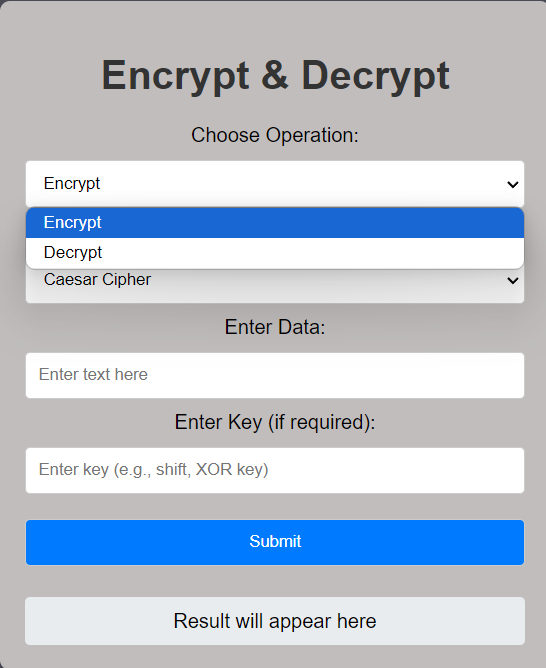 Encrypt & Decrypt
Choose Operation:
Encrypt
Encrypt
Decrypt
Caesar Cipher
Enter Data:
Enter text here
Enter Key (if required):
Enter key (e.g., shift, XOR key)
Submit
Result will appear here